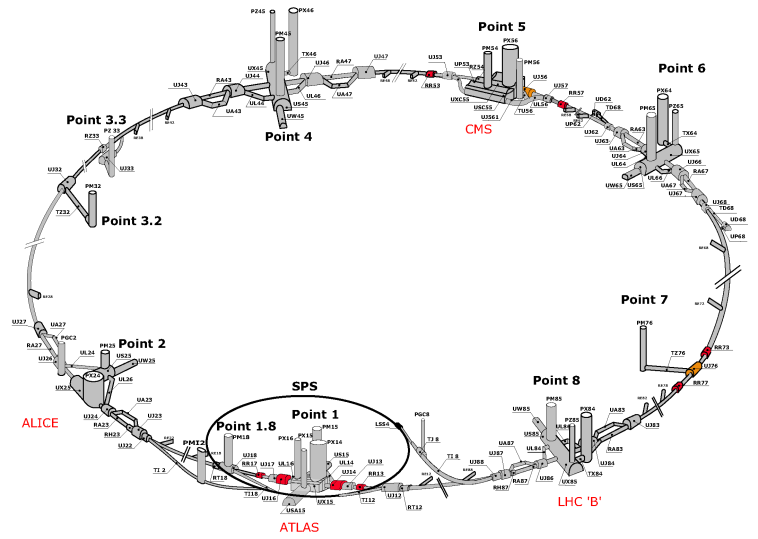 PZ45
PX46
PM45
Point 4
UX45
TX46
UJ46
RA47
UJ47
UJ44
RA43
UJ43
UA43
UL44
US45
UW45
UL46
UA47
Point 5
PM54
PX56
PM56
UJ53
UP53
RZ54
RR53
UXC55
USC55
UJ561
TU56
UJ56
UJ57
RR57
UL56
CMS
UP62
UD62
TD68
UJ62
UJ63
Point 6
PX64
PM65
PZ65
RA63
UA63
UJ64
UL64
TX64
UX65
UJ66
RA67
UW65
US65
UL66
UA67
UJ67
UJ68
TD68
UD68
UP68
Point 3.3
RZ33
PZ 33
UJ33
UJ32
PM32
TZ32
Point 3.2
Point 7
PM76
TZ76
RR73
UJ76
RR77
UJ27
UA27
PGC2
RA27
UL24
UJ26
Point 2
PM25
US25
UW25
PX24
UX25
UL26
UA23
UJ24
RA23
RH23
UJ23
UJ22
ALICE
TI 2
PMI2
RT18
TI18
SPS
Point 1.8
PM18
UJ18
RR17
UJ17
UJ16
UL16
Point 1
PM15
PX16
PX15
PX14
US15
UL14
UJ14
UJ13
RR13
USA15
UX15
TI12
UJ12
RT12
ATLAS
LSS4
PGC8
TJ 8
TI 8
Point 8
PM85
PX84
PZ85
UW85
US85
UL86
UL84
UA83
UJ83
RA83
UJ84
TX84
UX85
UJ86
UA87
UJ87
UJ88
RA87
RH87
LHC 'B'